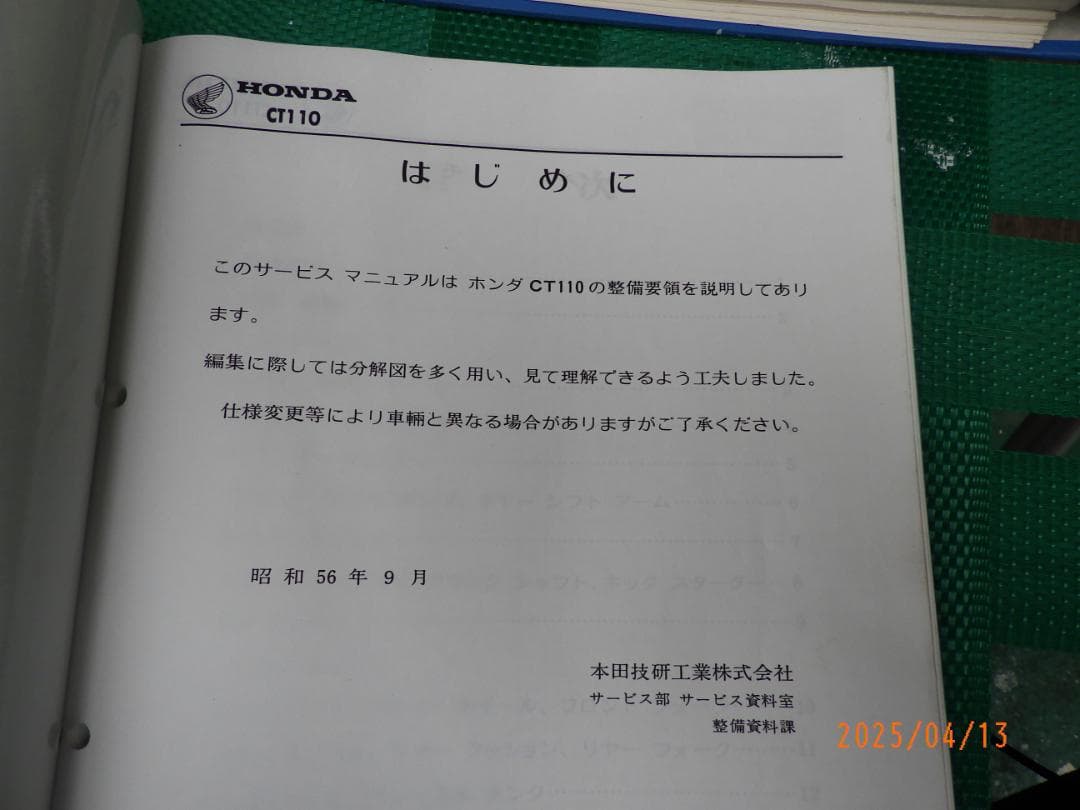 HONDA
CT110
はじめに
このサービス マニュアルは ホンダ CT110 の整備要領を説明してあり
ます。
編集に際しては分解図を多く用い、見て理解できるよう工夫しました。
仕様変更等により車輛と異なる場合がありますがご了承ください。
昭和 56 年 9 月
本田技研工業株式会社
サービス部 サービス資料室
整備資料課
2025/04/13